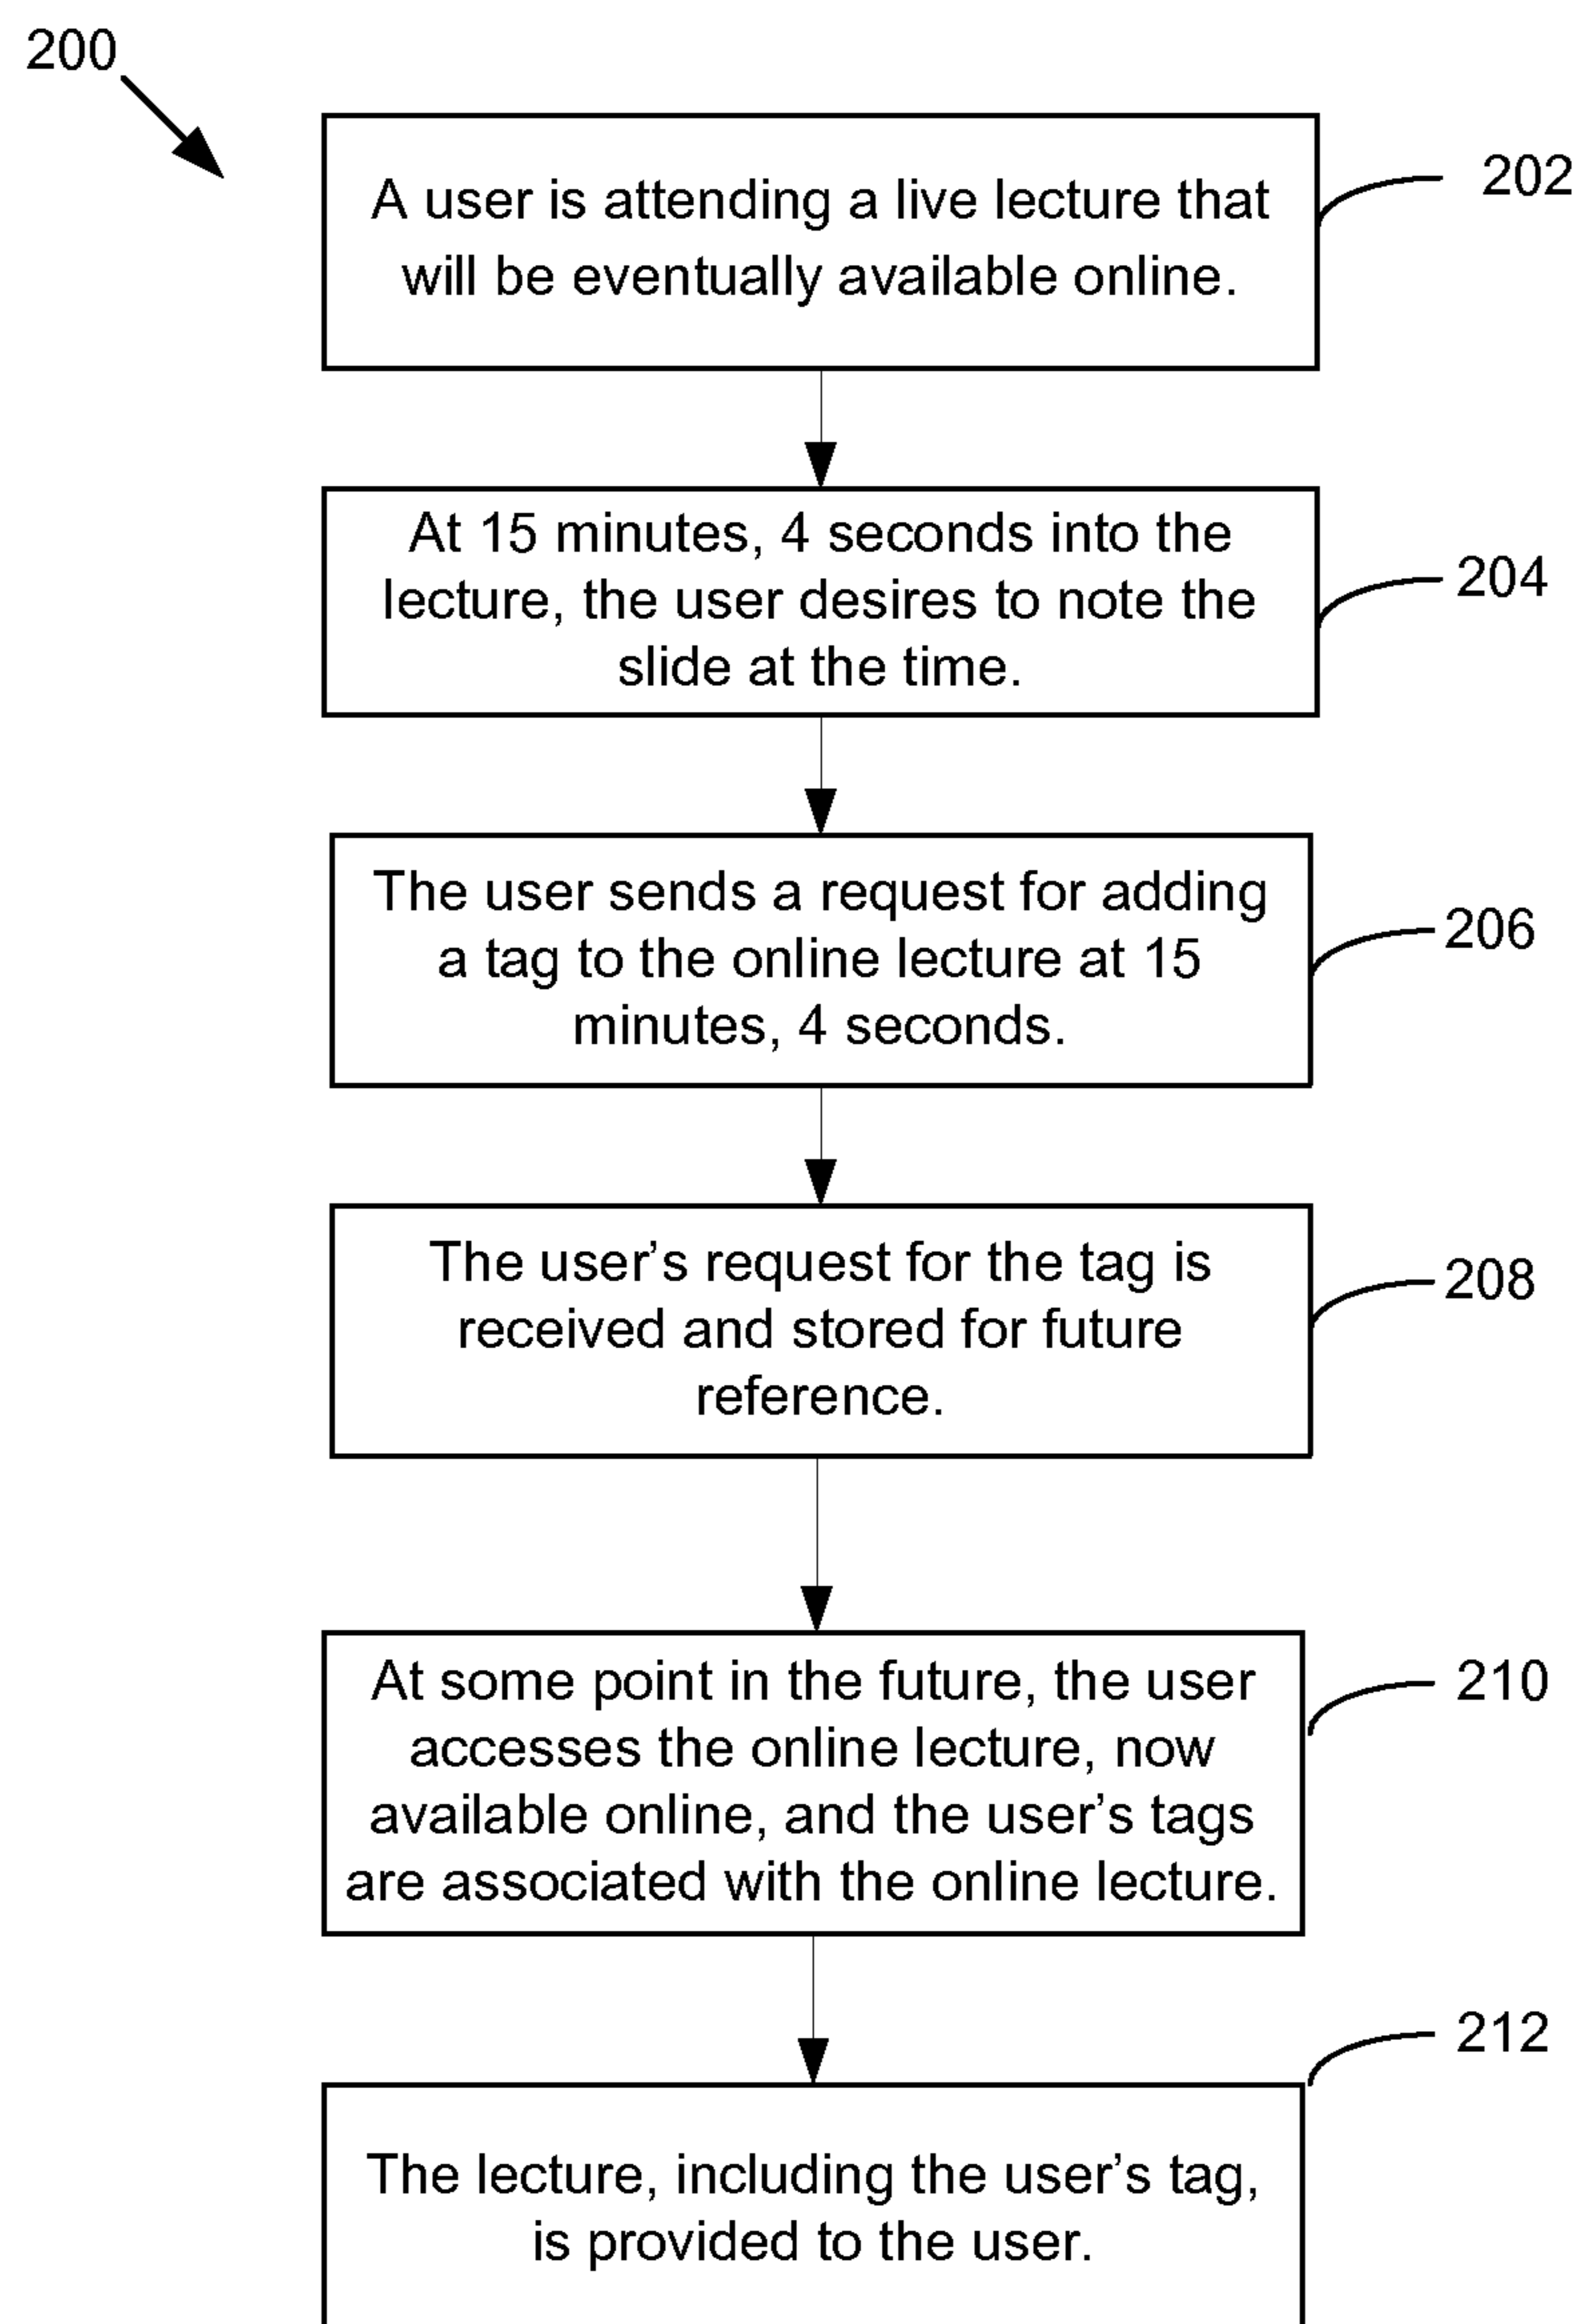 200
A user is attending a live lecture that
will be eventually available online.
202
At 15 minutes, 4 seconds into the
lecture, the user desires to note the
slide at the time.
204
The user sends a request for adding
a tag to the online lecture at 15
minutes, 4 seconds.
206
The user’s request for the tag is
received and stored for future
reference.
208
At some point in the future, the user
accesses the online lecture, now
available online, and the user’s tags
are associated with the online lecture.
210
The lecture, including the user’s tag,
is provided to the user.
212